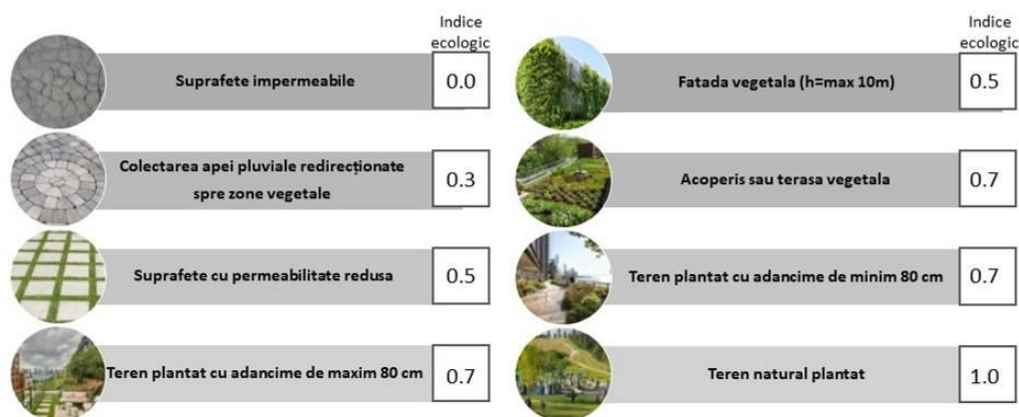 Indice
ecologic
Suprafete impermeabile
0.0
Colectarea apei pluviale redirecționate
spre zone vegetale
0.3
Suprafete cu permeabilitate redusa
0.5
Teren plantat cu adancime de maxim 80 cm
0.7
Indice
ecologic
Fatada vegetala (h=max 10m)
0.5
Acoperis sau terasa vegetala
0.7
Teren plantat cu adancime de minim 80 cm
0.7
Teren natural plantat
1.0